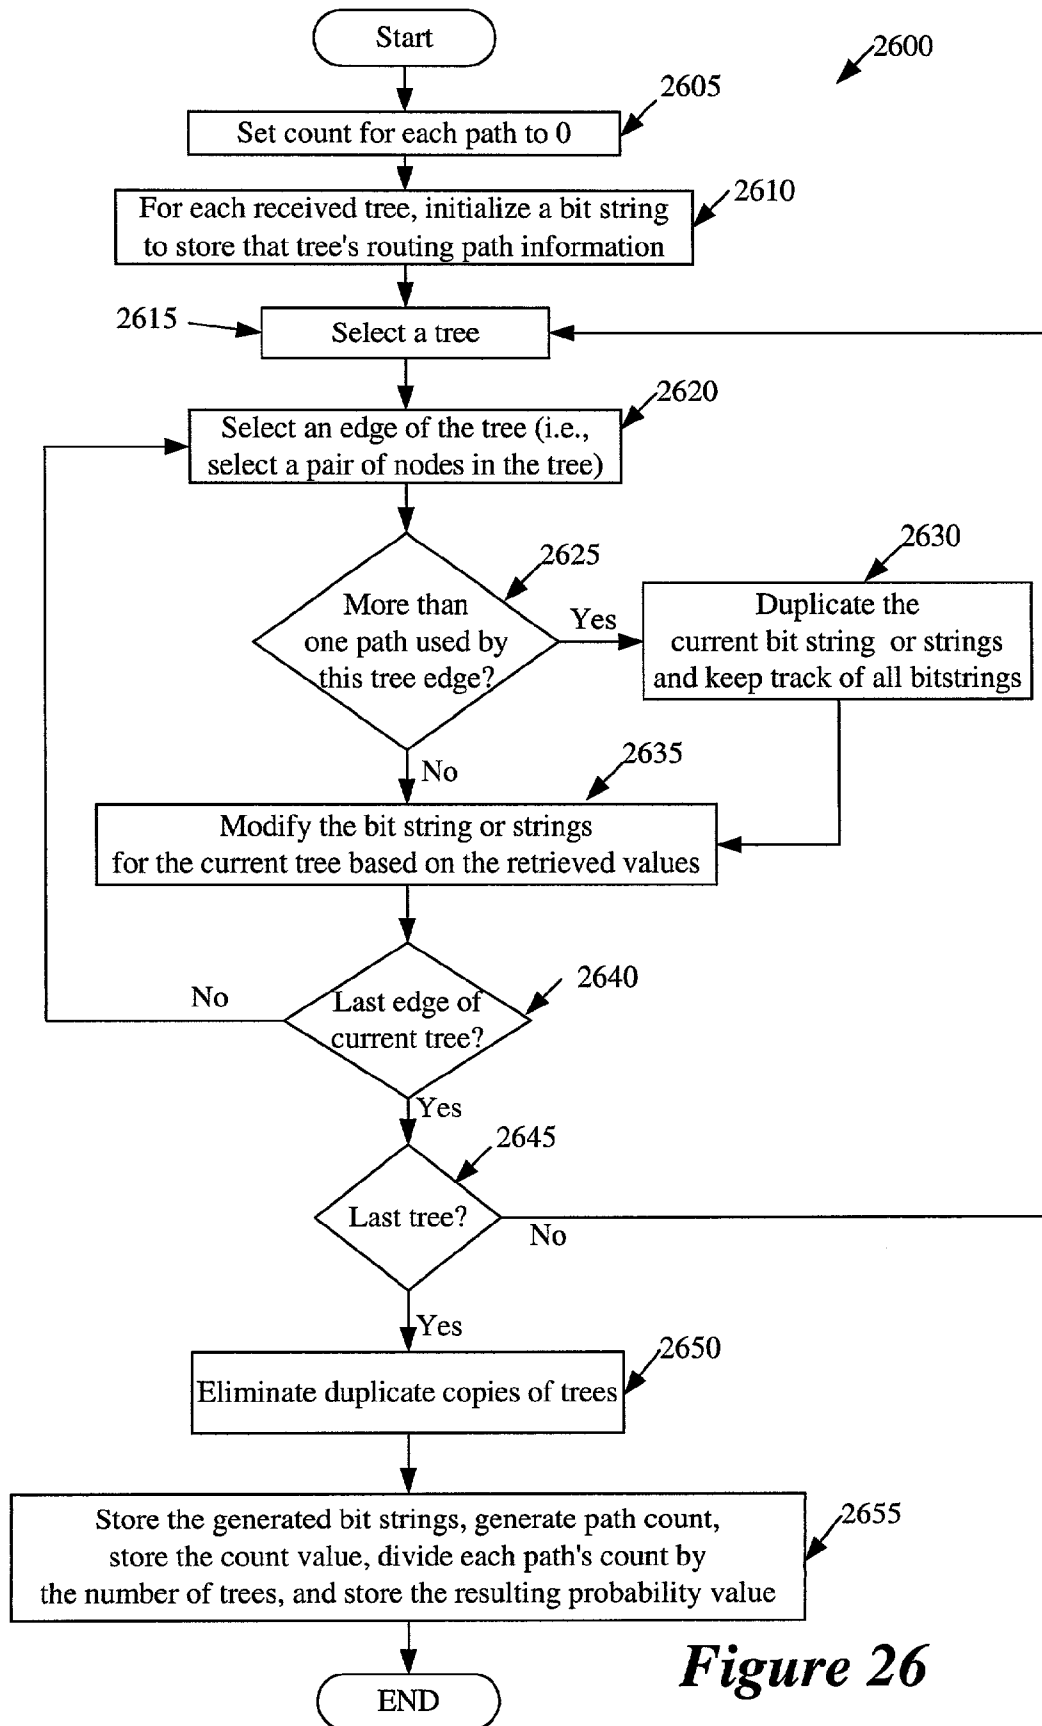 Start
2600
2605
Set count for each path to 0
2610
For each received tree, initialize a bit string
to store that tree's routing path information
2615
Select a tree
2620
Select an edge of the tree (i.e.,
select a pair of nodes in the tree)
2625
2630
More than
one path used by
this tree edge?
Yes
Duplicate the
current bit string or strings
and keep track of all bitstrings
No
2635
Modify the bit string or strings
for the current tree based on the retrieved values
2640
No
Last edge of
current tree?
Yes
2645
Last tree?
No
Yes
2650
Eliminate duplicate copies of trees
2655
Store the generated bit strings, generate path count,
store the count value, divide each path's count by
the number of trees, and store the resulting probability value
Figure 26
END